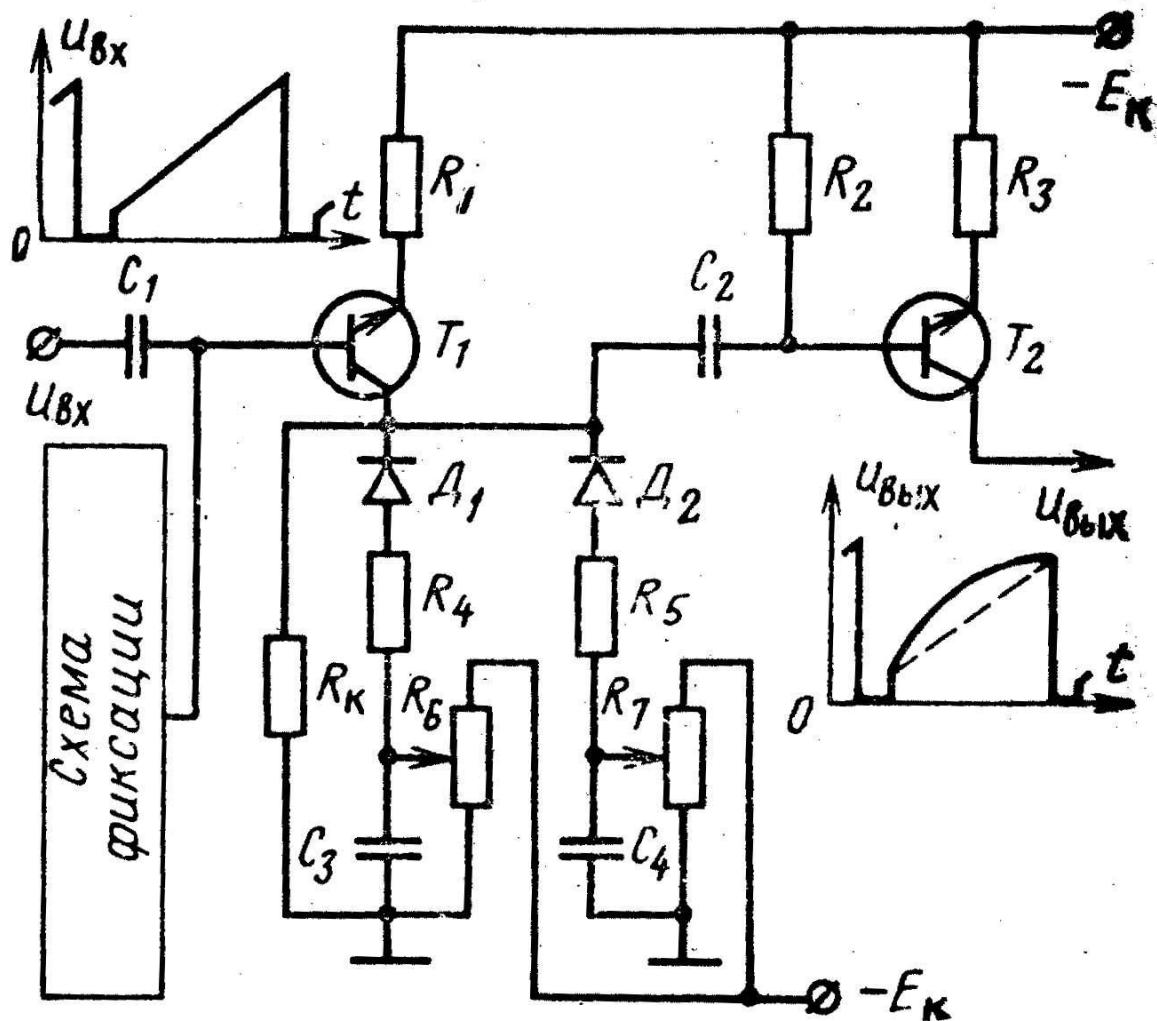 uвх
t
0
C1
uвх
R1
T1
R2
R3
-Eк
C2
T2
Д1
Д2
R4
R5
Rк
R6
R7
C3
C4
Схема
фиксации
uвых
uвых
t
0
-Eк